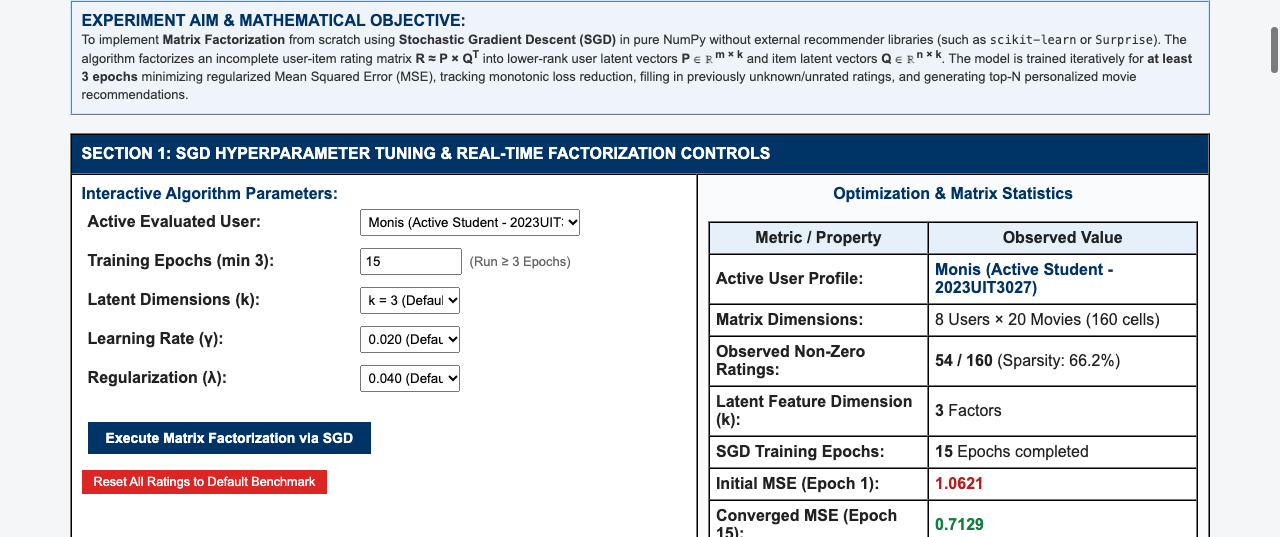 EXPERIMENT AIM & MATHEMATICAL OBJECTIVE:
To implement Matrix Factorization from scratch using Stochastic Gradient Descent (SGD) in pure NumPy without external recommender libraries (such as scikit-learn or Surprise). The
algorithm factorizes an incomplete user-item rating matrix R ≈ P × Qᵀ into lower-rank user latent vectors P ∈ ℝ ᵐ ˣ ᵏ and item latent vectors Q ∈ ℝ ⁿ ˣ ᵏ. The model is trained iteratively for at least
3 epochs minimizing regularized Mean Squared Error (MSE), tracking monotonic loss reduction, filling in previously unknown/unrated ratings, and generating top-N personalized movie
recommendations.
SECTION 1: SGD HYPERPARAMETER TUNING & REAL-TIME FACTORIZATION CONTROLS
Interactive Algorithm Parameters:
Active Evaluated User: Monis (Active Student - 2023UIT:
Training Epochs (min 3): 15 (Run ≥ 3 Epochs)
Latent Dimensions (k): k = 3 (Defaul
Learning Rate (γ): 0.020 (Defau
Regularization (λ): 0.040 (Defau
Execute Matrix Factorization via SGD
Reset All Ratings to Default Benchmark
Optimization & Matrix Statistics
Metric / Property Observed Value
Active User Profile: Monis (Active Student -
2023UIT3027)
Matrix Dimensions: 8 Users × 20 Movies (160 cells)
Observed Non-Zero
Ratings: 54 / 160 (Sparsity: 66.2%)
Latent Feature Dimension
(k): 3 Factors
SGD Training Epochs: 15 Epochs completed
Initial MSE (Epoch 1): 1.0621
Converged MSE (Epoch
15): 0.7129